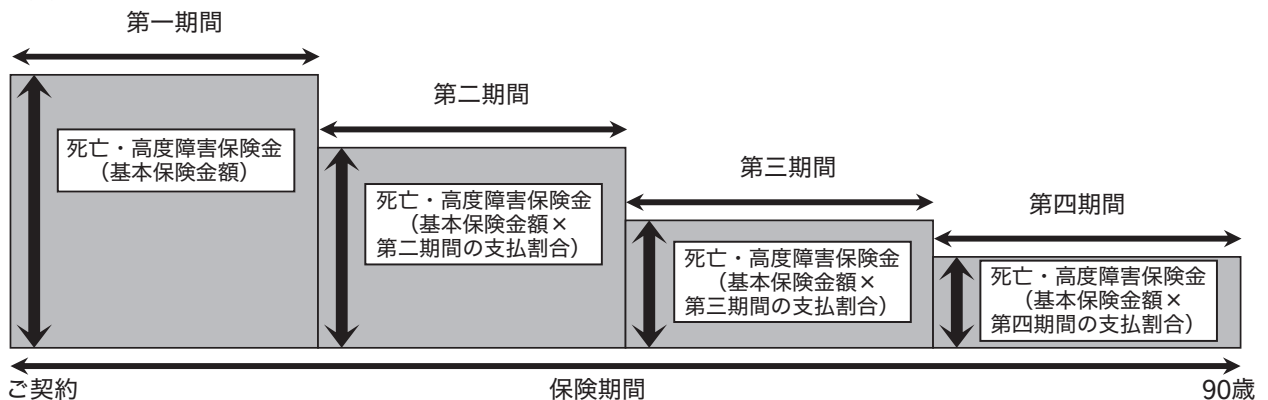 第一期間
死亡・高度障害保険金
（基本保険金額）
第二期間
死亡・高度障害保険金
（基本保険金額×
第二期間の支払割合）
第三期間
死亡・高度障害保険金
（基本保険金額×
第三期間の支払割合）
第四期間
死亡・高度障害保険金
（基本保険金額×
第四期間の支払割合）
ご契約
保険期間
90歳